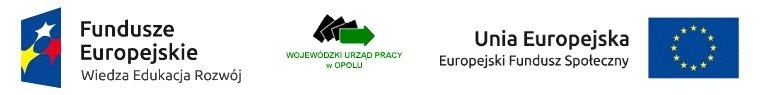 Fundusze
Europejskie
Wiedza Edukacja Rozwój
WOJEWÓDZKI URZĄD PRACY
w OPOLU
Unia Europejska
Europejski Fundusz Społeczny